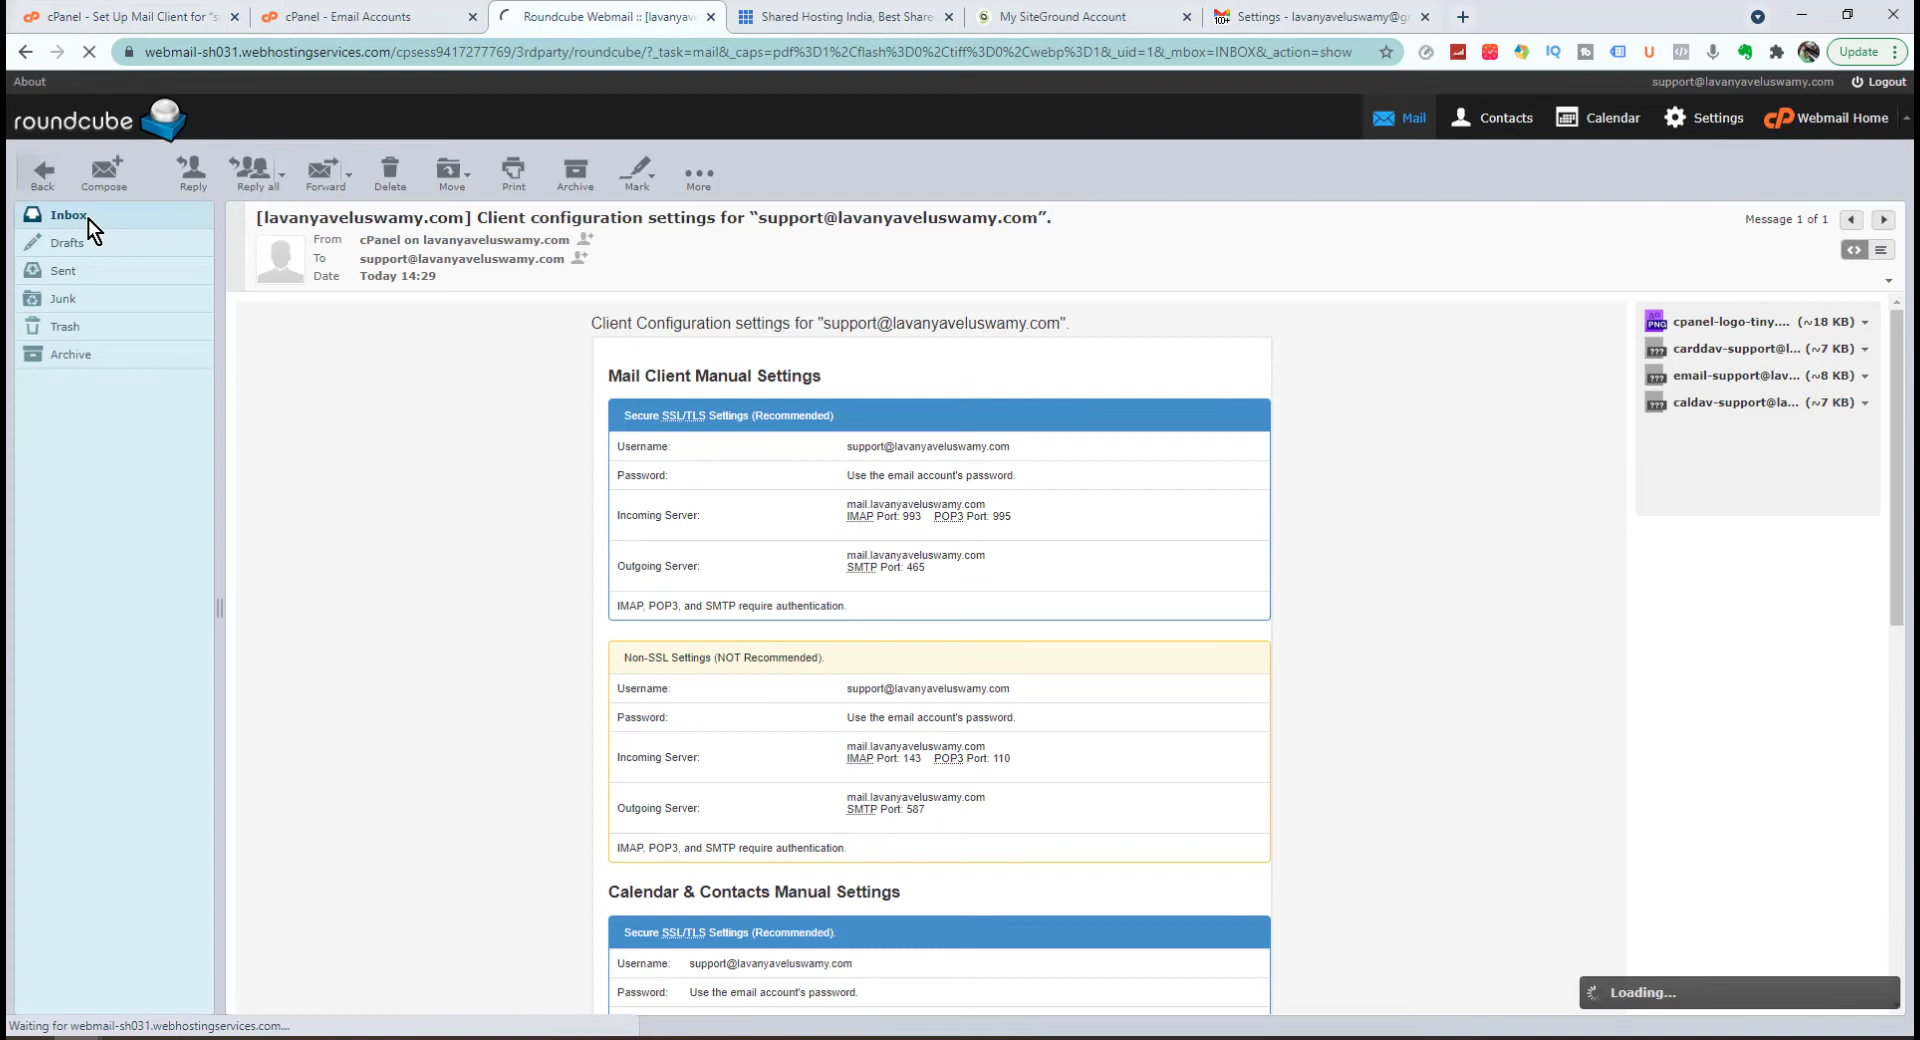 cPanel - Set Up Mail Client for "s
cPanel - Email Accounts
Roundcube Webmail :: [lavanyave
Shared Hosting India, Best Share
My SiteGround Account
Settings - lavanyaveluswamy@g
webmail-sh031.webhostingservices.com/cpsess9417277769/3rdparty/roundcube/?_task=mail&_caps=pdf%3D1%2Cflash%3D0%2Ctiff%3D0%2Cwebp%3D1&_uid=1&_mbox=INBOX&_action=show
Update
About
support@lavanyaveluswamy.com
Logout
roundcube
Mail
Contacts
Calendar
Settings
Webmail Home
Back
Compose
Reply
Reply all
Forward
Delete
Move
Print
Archive
Mark
More
Inbox
Drafts
Sent
Junk
Trash
Archive
[lavanyaveluswamy.com] Client configuration settings for “support@lavanyaveluswamy.com”.
Message 1 of 1
From cPanel on lavanyaveluswamy.com
To support@lavanyaveluswamy.com
Date Today 14:29
Client Configuration settings for "support@lavanyaveluswamy.com".
Mail Client Manual Settings
Secure SSL/TLS Settings (Recommended)
Username: support@lavanyaveluswamy.com
Password: Use the email account's password.
Incoming Server: mail.lavanyaveluswamy.com
IMAP Port: 993 POP3 Port: 995
Outgoing Server: mail.lavanyaveluswamy.com
SMTP Port: 465
IMAP, POP3, and SMTP require authentication.
Non-SSL Settings (NOT Recommended).
Username: support@lavanyaveluswamy.com
Password: Use the email account's password.
Incoming Server: mail.lavanyaveluswamy.com
IMAP Port: 143 POP3 Port: 110
Outgoing Server: mail.lavanyaveluswamy.com
SMTP Port: 587
IMAP, POP3, and SMTP require authentication.
Calendar & Contacts Manual Settings
Secure SSL/TLS Settings (Recommended).
Username: support@lavanyaveluswamy.com
Password: Use the email account's password.
cpanel-logo-tiny.... (~18 KB)
carddav-support@l... (~7 KB)
email-support@lav... (~8 KB)
caldav-support@la... (~7 KB)
Loading...
Waiting for webmail-sh031.webhostingservices.com...